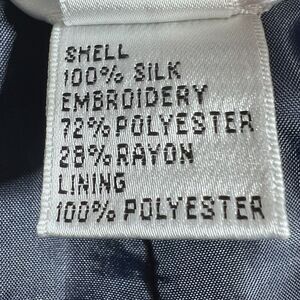 SHELL
100% SILK
EMBROIDERY
72% POLYESTER
28% RAYON
LINING
100% POLYESTER